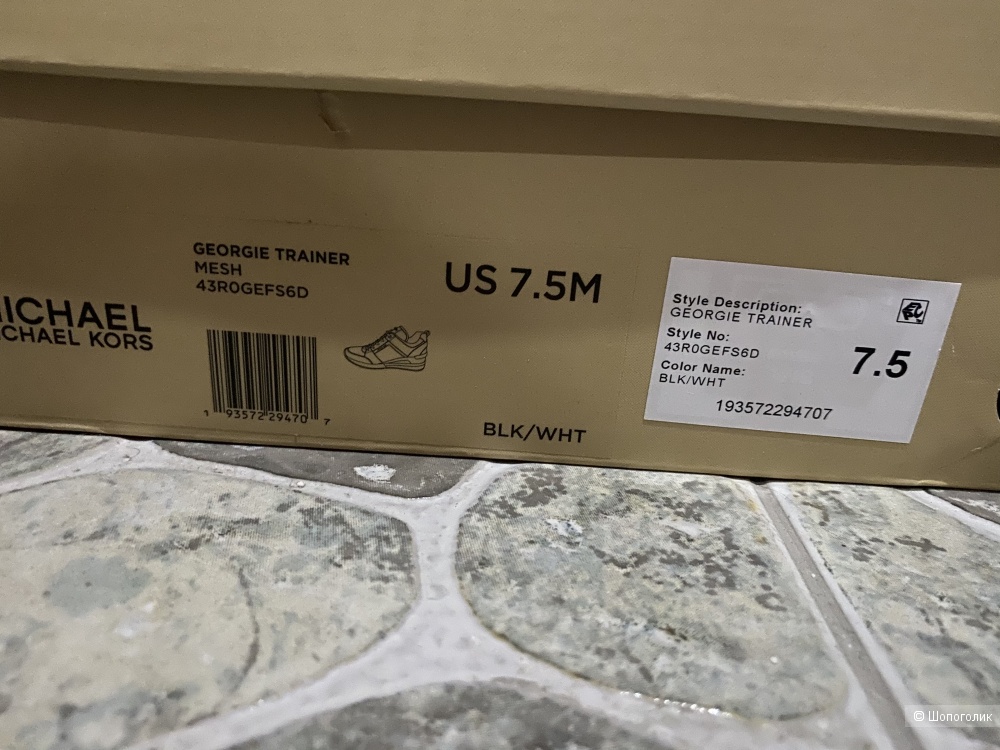 MICHAEL
MICHAEL KORS
GEORGIE TRAINER
MESH
43R0GEFS6D
1 93572 29470 7
US 7.5M
BLK/WHT
Style Description:
GEORGIE TRAINER
Style No:
43R0GEFS6D
Color Name:
BLK/WHT
7.5
193572294707
© Шопоголик